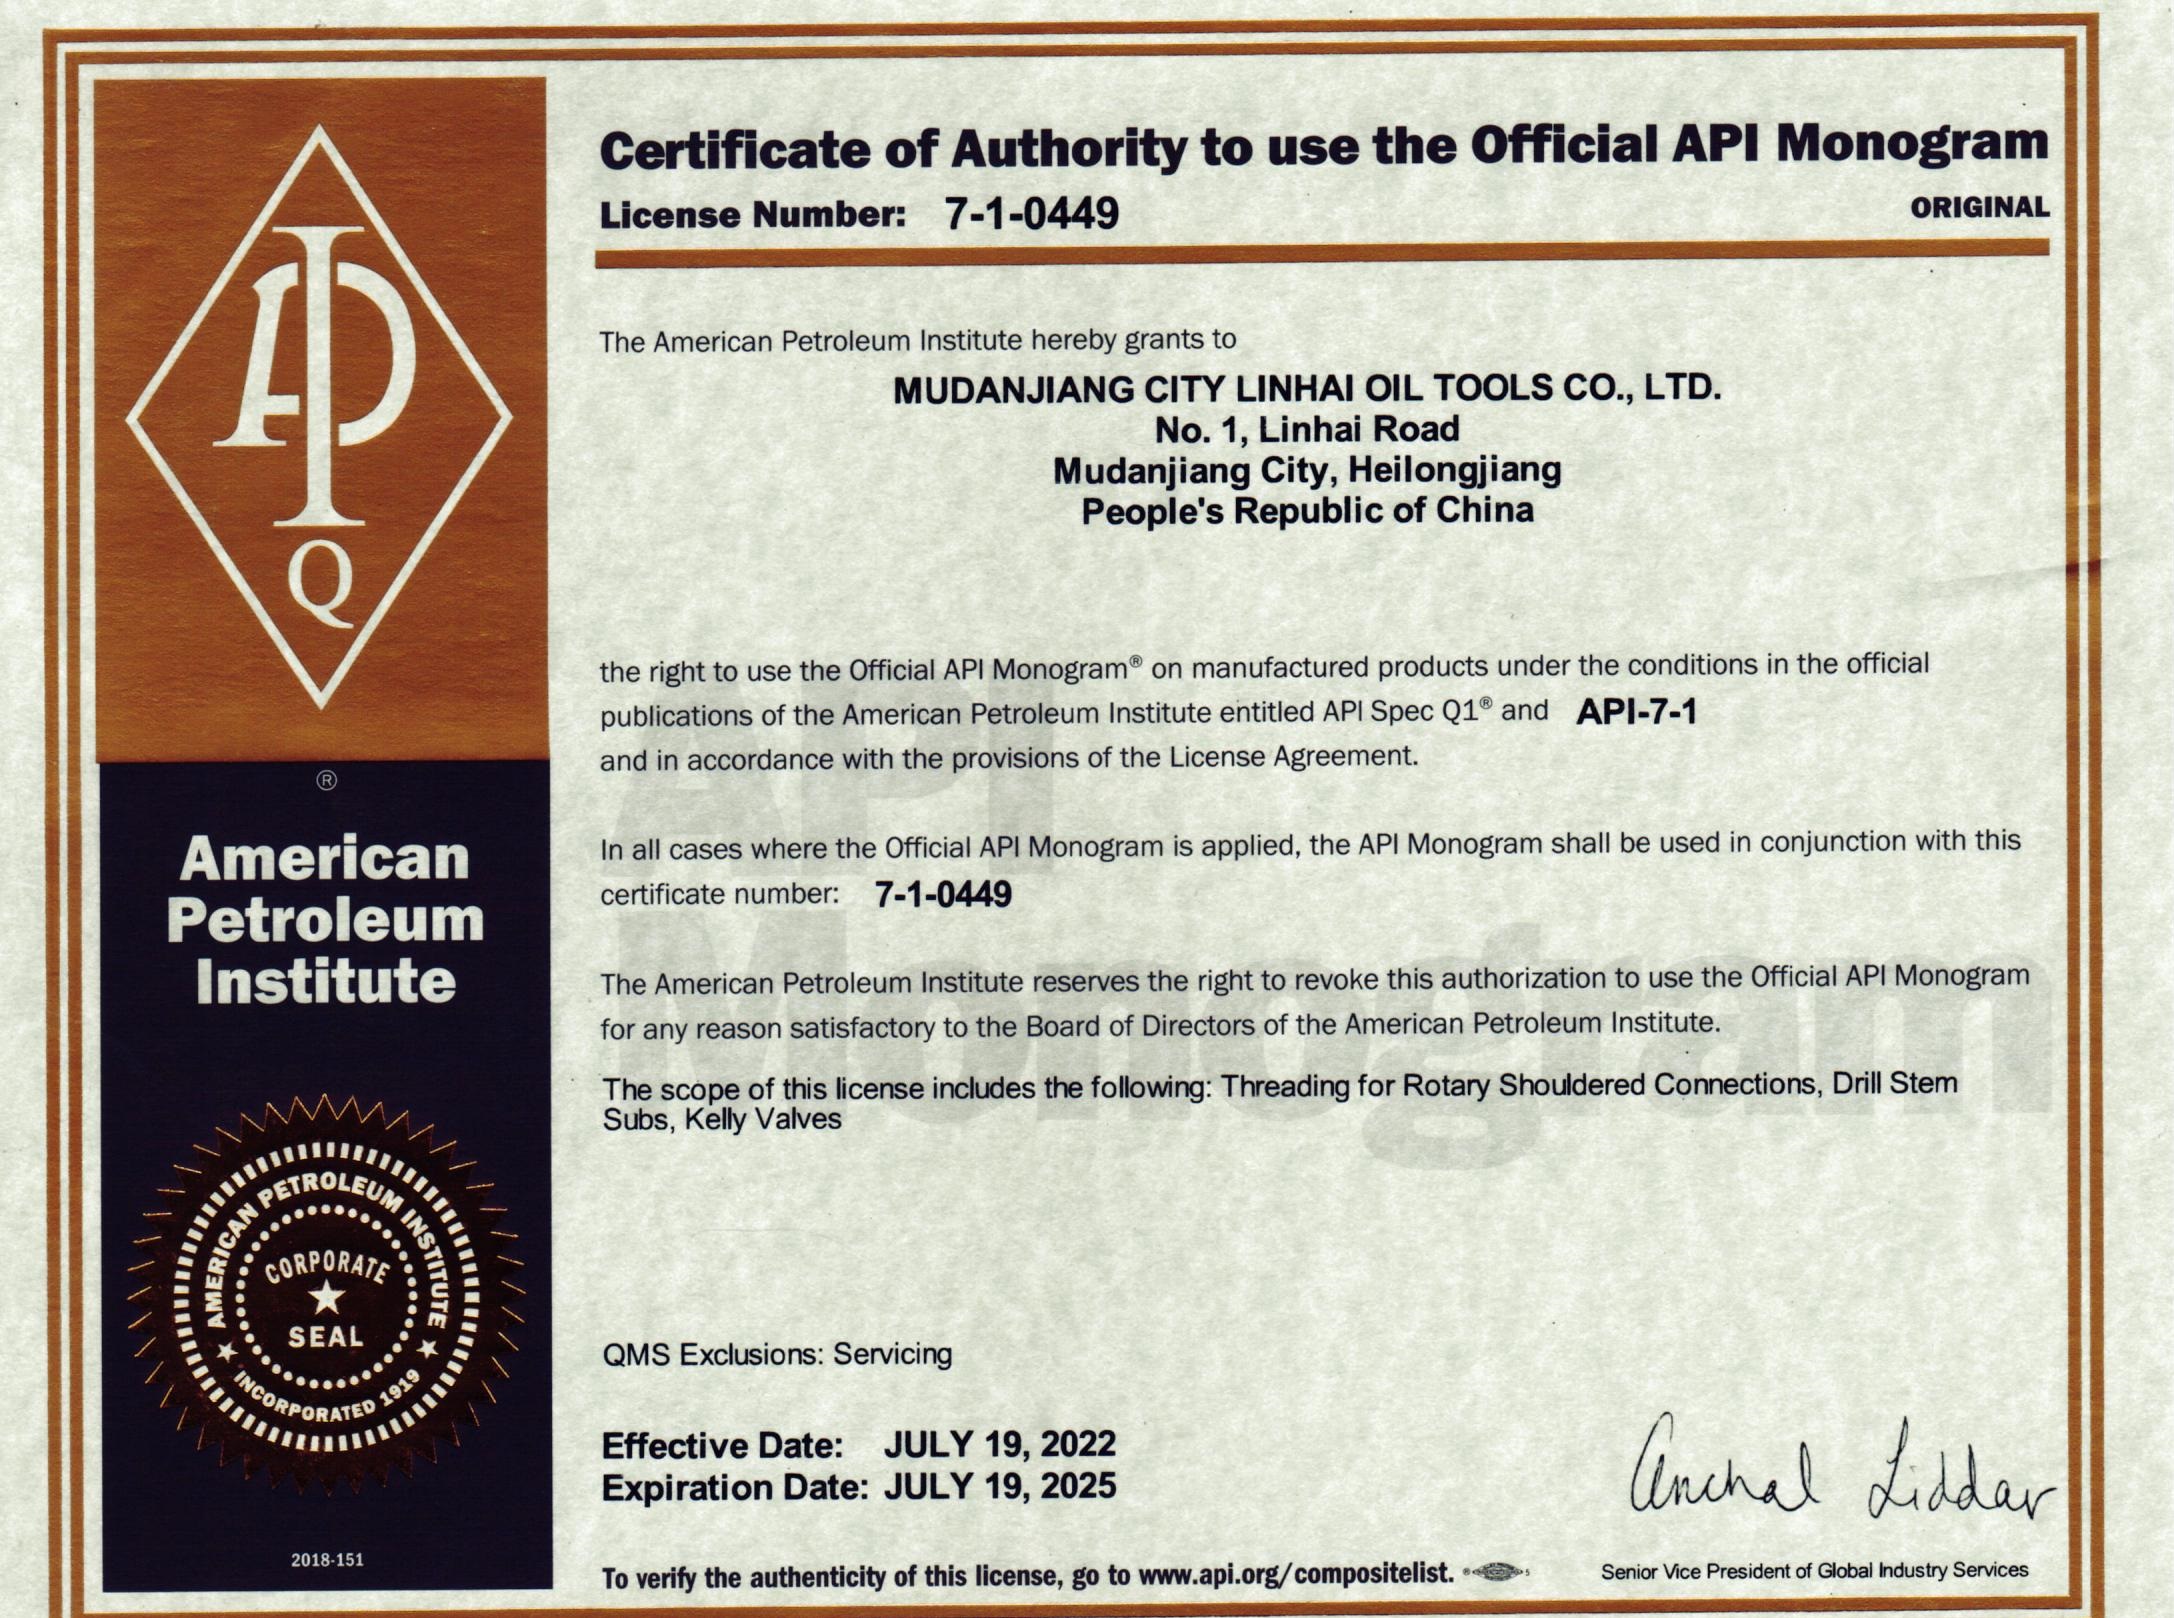 API
Q
®
American
Petroleum
Institute
AMERICAN PETROLEUM INSTITUTE
CORPORATE
SEAL
INCORPORATED 1919
2018-151
Certificate of Authority to use the Official API Monogram
License Number: 7-1-0449
ORIGINAL
The American Petroleum Institute hereby grants to
MUDANJIANG CITY LINHAI OIL TOOLS CO., LTD.
No. 1, Linhai Road
Mudanjiang City, Heilongjiang
People's Republic of China
the right to use the Official API Monogram® on manufactured products under the conditions in the official
publications of the American Petroleum Institute entitled API Spec Q1® and API-7-1
and in accordance with the provisions of the License Agreement.
In all cases where the Official API Monogram is applied, the API Monogram shall be used in conjunction with this
certificate number: 7-1-0449
The American Petroleum Institute reserves the right to revoke this authorization to use the Official API Monogram
for any reason satisfactory to the Board of Directors of the American Petroleum Institute.
The scope of this license includes the following: Threading for Rotary Shouldered Connections, Drill Stem
Subs, Kelly Valves
API
Monogram
QMS Exclusions: Servicing
Effective Date: JULY 19, 2022
Expiration Date: JULY 19, 2025
Anchal Liddar
To verify the authenticity of this license, go to www.api.org/compositelist.
Senior Vice President of Global Industry Services